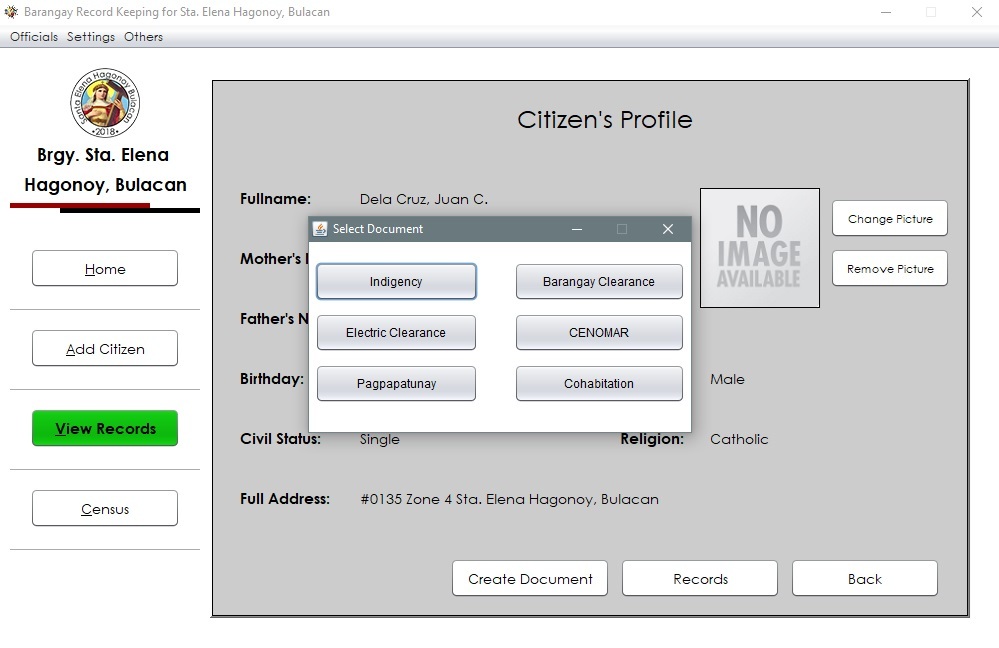 Barangay Record Keeping for Sta. Elena Hagonoy, Bulacan
Officials Settings Others
Santa Elena Hagonoy Bulacan
•2018•
Brgy. Sta. Elena
Hagonoy, Bulacan
Home
Add Citizen
View Records
Census
Citizen's Profile
Fullname: Dela Cruz, Juan C.
NO
IMAGE
AVAILABLE
Change Picture
Remove Picture
Select Document
Mother's
Indigency Barangay Clearance
Father's N
Electric Clearance CENOMAR
Pagpapatunay Cohabitation
Birthday: Male
Civil Status: Single Religion: Catholic
Full Address: #0135 Zone 4 Sta. Elena Hagonoy, Bulacan
Create Document Records Back